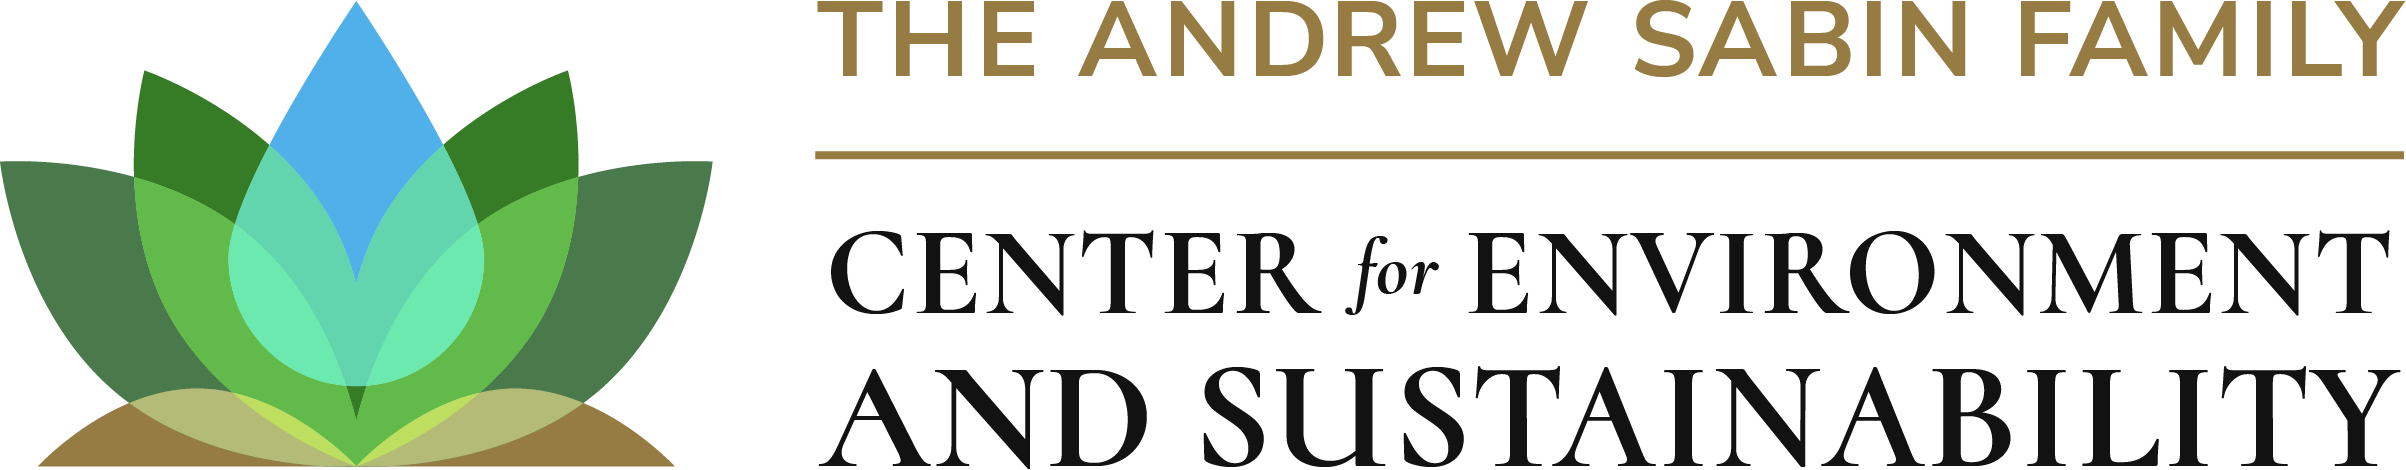 THE ANDREW SABIN FAMILY
CENTER for ENVIRONMENT
AND SUSTAINABILITY